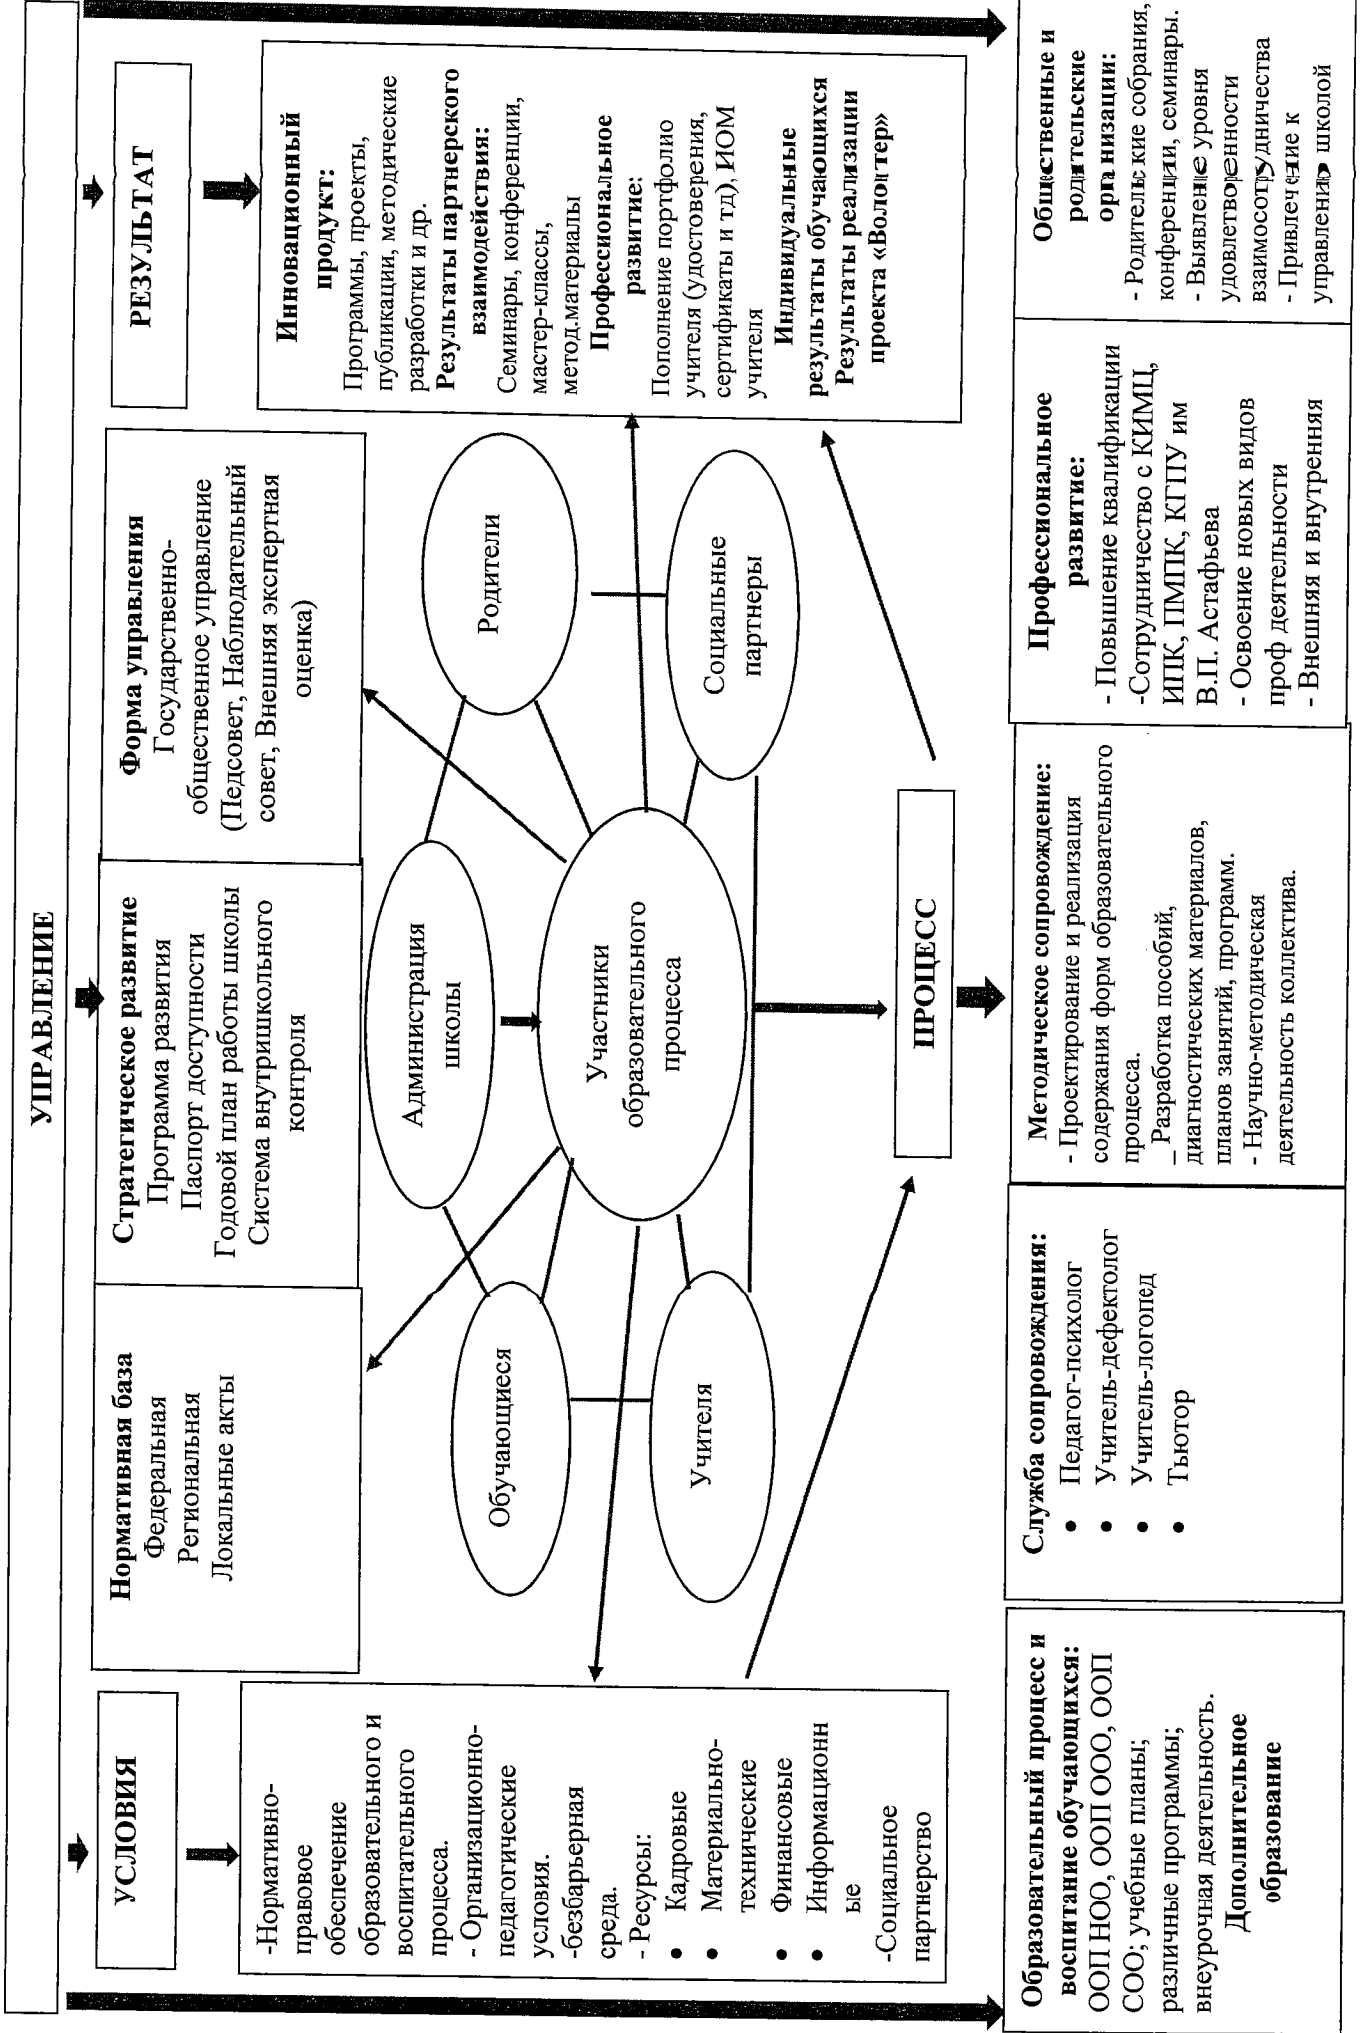 УПРАВЛЕНИЕ
УСЛОВИЯ
-Нормативно-
правовое
обеспечение
образовательного и
воспитательного
процесса.
- Организационно-
педагогические
условия.
-безбарьерная
среда.
- Ресурсы:
• Кадровые
• Материально-
технические
• Финансовые
• Информационн
ые
-Социальное
партнерство
Нормативная база
Федеральная
Региональная
Локальные акты
Стратегическое развитие
Программа развития
Паспорт доступности
Годовой план работы школы
Система внутришкольного
контроля
Форма управления
Государственно-
общественное управление
(Педсовет, Наблюдательный
совет, Внешняя экспертная
оценка)
РЕЗУЛЬТАТ
Инновационный
продукт:
Программы, проекты,
публикации, методические
разработки и др.
Результаты партнерского
взаимодействия:
Семинары, конференции,
мастер-классы,
метод.материалы
Профессиональное
развитие:
Пополнение портфолио
учителя (удостоверения,
сертификаты и тд), ИОМ
учителя
Индивидуальные
результаты обучающихся
Результаты реализации
проекта «Волонтер»
Администрация
школы
Обучающиеся
Родители
Участники
образовательного
процесса
Учителя
Социальные
партнеры
ПРОЦЕСС
Образовательный процесс и
воспитание обучающихся:
ООП НОО, ООП ООО, ООП
СОО; учебные планы;
различные программы;
внеурочная деятельность.
Дополнительное
образование
Служба сопровождения:
• Педагог-психолог
• Учитель-дефектолог
• Учитель-логопед
• Тьютор
Методическое сопровождение:
- Проектирование и реализация
содержания форм образовательного
процесса.
_ Разработка пособий,
диагностических материалов,
планов занятий, программ.
- Научно-методическая
деятельность коллектива.
Профессиональное
развитие:
- Повышение квалификации
-Сотрудничество с КИМЦ,
ИПК, ПМПК, КГПУ им
В.П. Астафьева
- Освоение новых видов
проф деятельности
- Внешняя и внутренняя
Общественные и
родительские
организации:
- Родительские собрания,
конференции, семинары.
- Выявление уровня
удовлетворенности
взаимосотрудничества
- Привлечение к
управлению школой